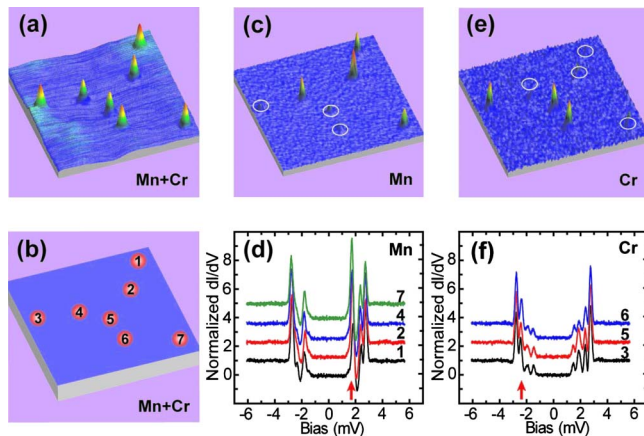 (a)
Mn+Cr
(c)
Mn
(e)
Cr
(b)
1
2
3
4
5
6
7
Mn+Cr
(d)
Mn
Normalized dI/dV
8
6
4
2
0
7
4
2
1
-6 -4 -2 0 2 4 6
Bias (mV)
(f)
Cr
Normalized dI/dV
8
6
4
2
0
6
5
3
-6 -4 -2 0 2 4 6
Bias (mV)